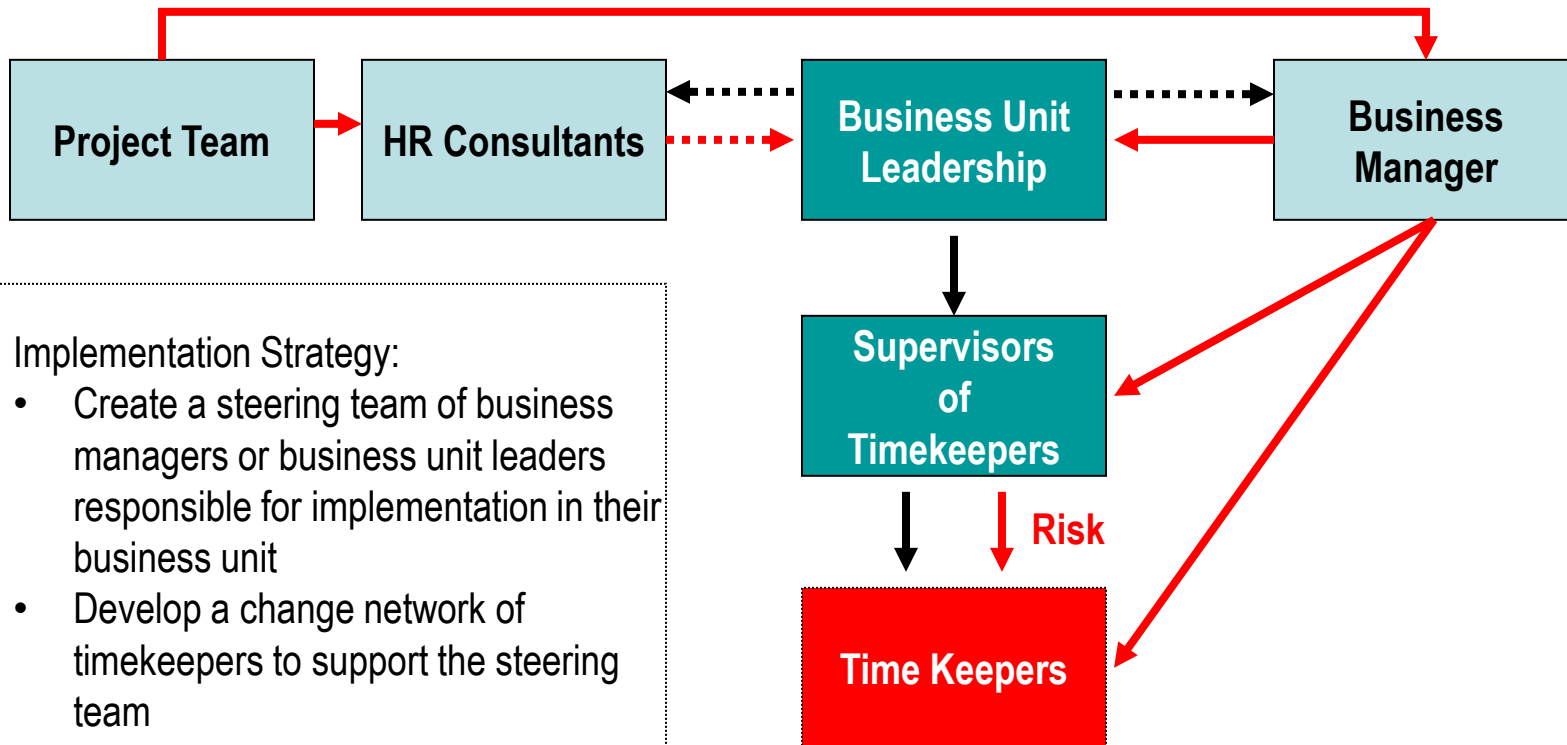 Project Team
HR Consultants
Business Unit
Leadership
Business
Manager
Supervisors
of
Timekeepers
Risk
Time Keepers
Implementation Strategy:
• Create a steering team of business
managers or business unit leaders
responsible for implementation in their
business unit
• Develop a change network of
timekeepers to support the steering
team